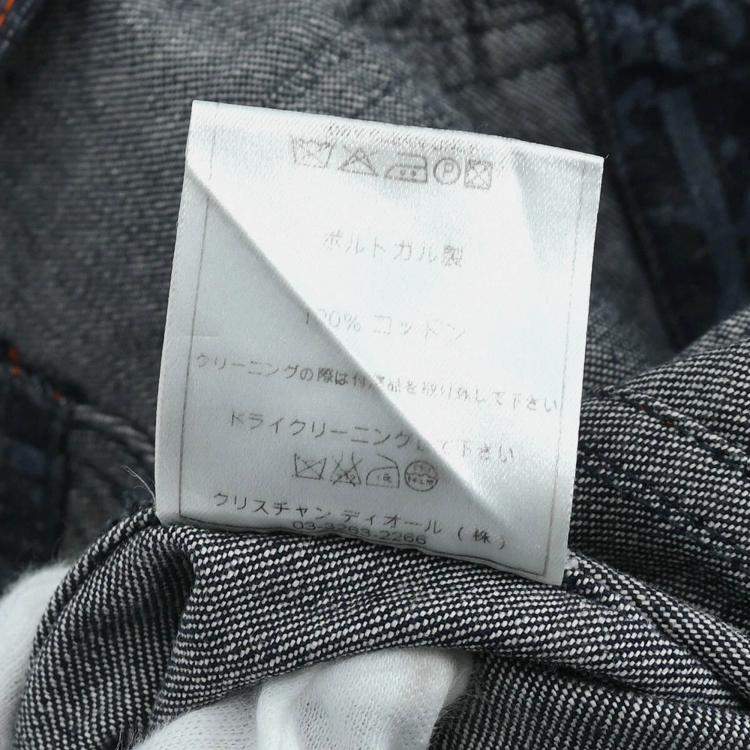 P
ポルトガル製
100% コットン
クリーニングの際は付属品を取り外して下さい
ドライクリーニングして下さい
クリスチャン ディオール (株)
03-3263-2266